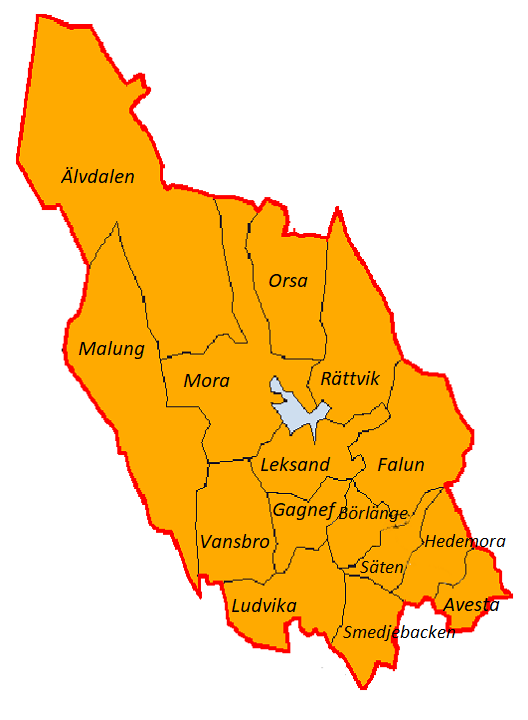 Älvdalen
Orsa
Malung
Mora
Rättvik
Leksand
Falun
Gagnef
Börlänge
Vansbro
Hedemora
Säten
Ludvika
Avesta
Smedjebacken